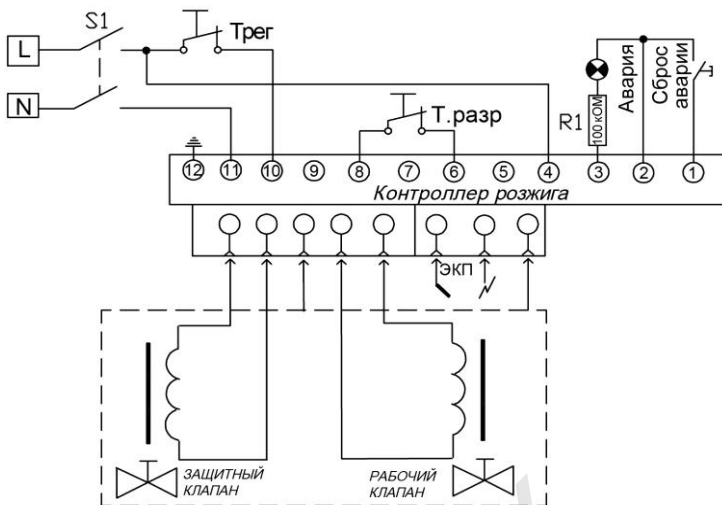 S1
L
Трег
N
Т.разр
R1
100 кОМ
Авария
Сброс
аварии
12 11 10 9 8 7 6 5 4 3 2 1
Контроллер розжига
ЭКП
ЗАЩИТНЫЙ
КЛАПАН
РАБОЧИЙ
КЛАПАН